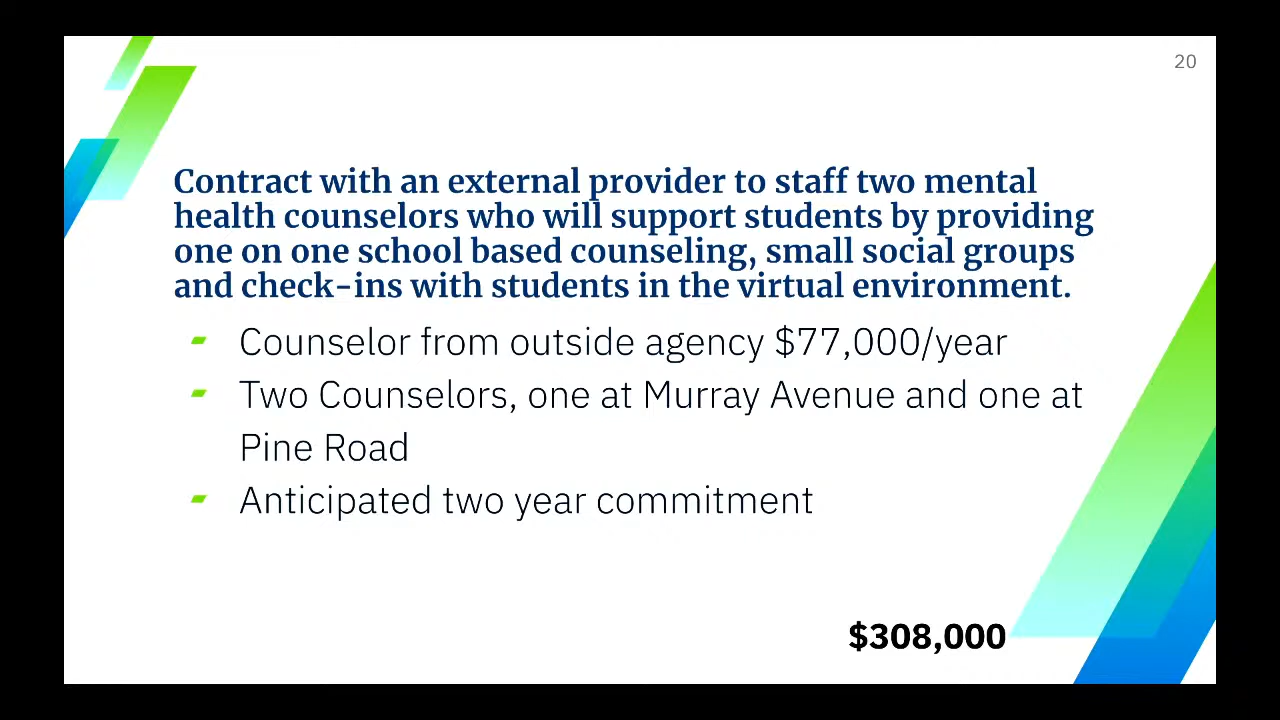 20
Contract with an external provider to staff two mental
health counselors who will support students by providing
one on one school based counseling, small social groups
and check-ins with students in the virtual environment.
Counselor from outside agency $77,000/year
Two Counselors, one at Murray Avenue and one at
Pine Road
Anticipated two year commitment
$308,000